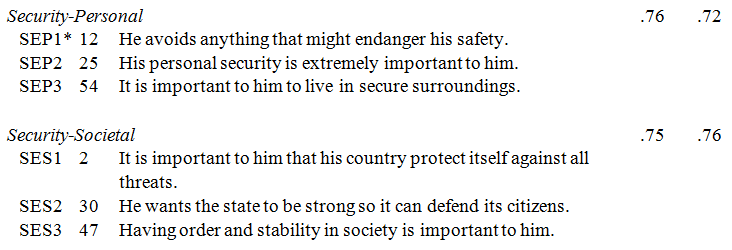 Security-Personal .76 .72
SEP1* 12 He avoids anything that might endanger his safety.
SEP2 25 His personal security is extremely important to him.
SEP3 54 It is important to him to live in secure surroundings.
Security-Societal .75 .76
SES1 2 It is important to him that his country protect itself against all
threats.
SES2 30 He wants the state to be strong so it can defend its citizens.
SES3 47 Having order and stability in society is important to him.